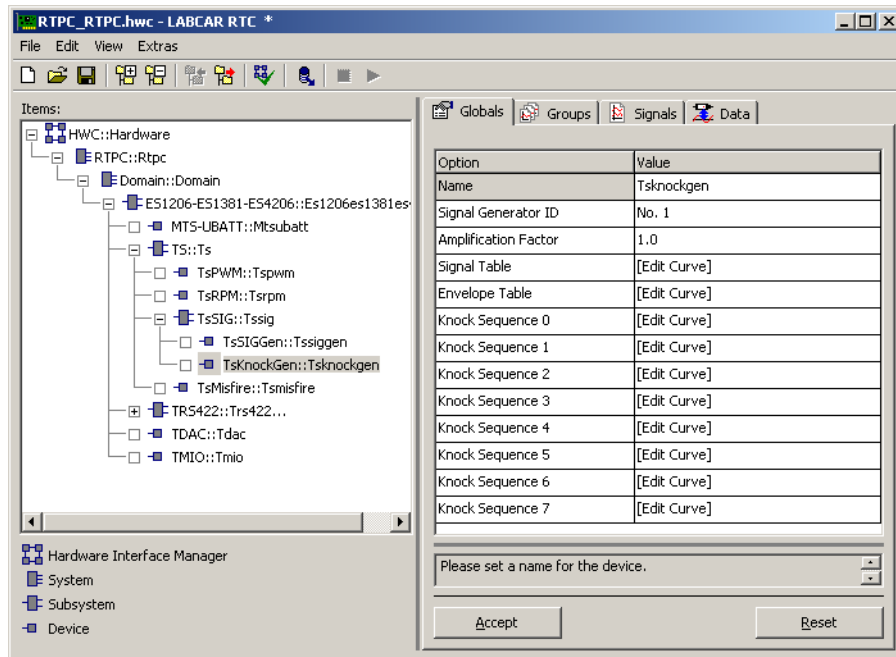 RTPC_RTPC.hwc - LABCAR RTC *
File Edit View Extras
Items:
HWC::Hardware
RTPC::Rtpc
Domain::Domain
ES1206-ES1381-ES4206::Es1206es1381es
MTS-UBATT::Mtsubatt
TS::Ts
TsPWM::Tspwm
TsRPM::Tsrpm
TsSIG::Tssig
TsSIGGen::Tssiggen
TsKnockGen::Tsknockgen
TsMisfire::Tsmisfire
TRS422::Trs422...
TDAC::Tdac
TMIO::Tmio
Hardware Interface Manager
System
Subsystem
Device
Globals Groups Signals Data
Option Value
Name Tsknockgen
Signal Generator ID No. 1
Amplification Factor 1.0
Signal Table [Edit Curve]
Envelope Table [Edit Curve]
Knock Sequence 0 [Edit Curve]
Knock Sequence 1 [Edit Curve]
Knock Sequence 2 [Edit Curve]
Knock Sequence 3 [Edit Curve]
Knock Sequence 4 [Edit Curve]
Knock Sequence 5 [Edit Curve]
Knock Sequence 6 [Edit Curve]
Knock Sequence 7 [Edit Curve]
Please set a name for the device.
Accept Reset